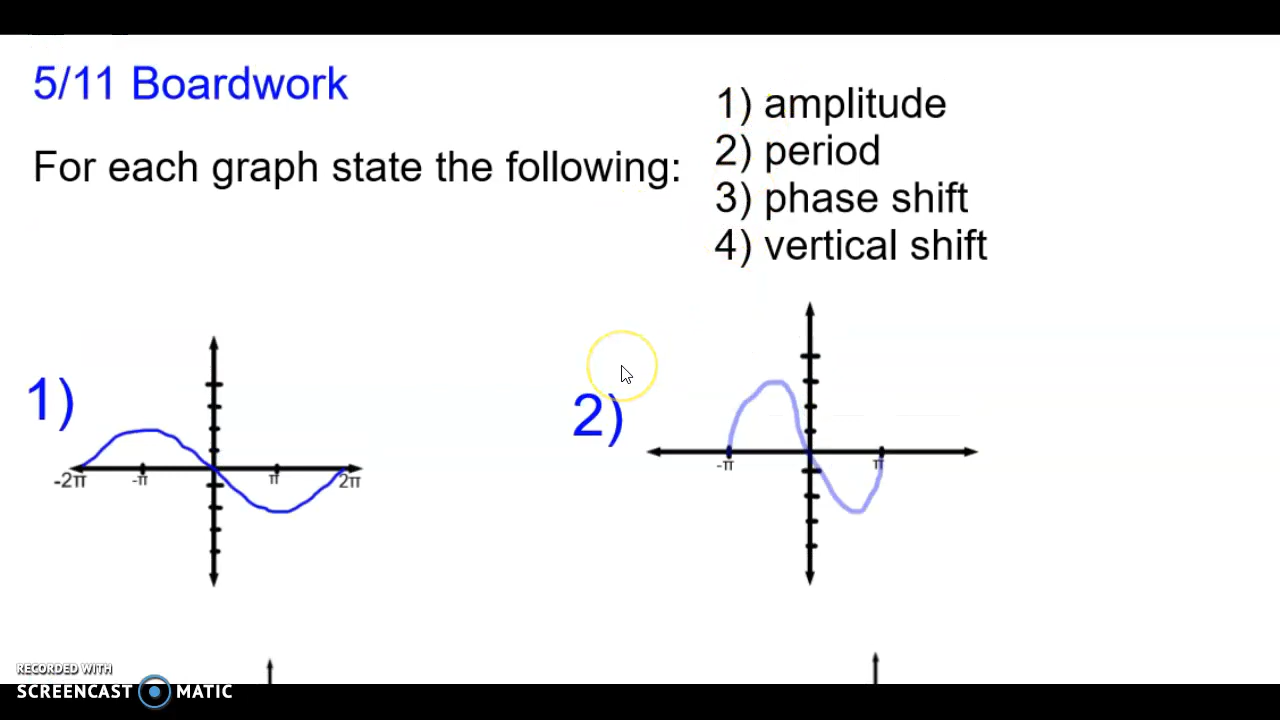 5/11 Boardwork
For each graph state the following:
1) amplitude
2) period
3) phase shift
4) vertical shift
1)
-2π -π π 2π
2)
-π π
RECORDED WITH
SCREENCAST MATIC